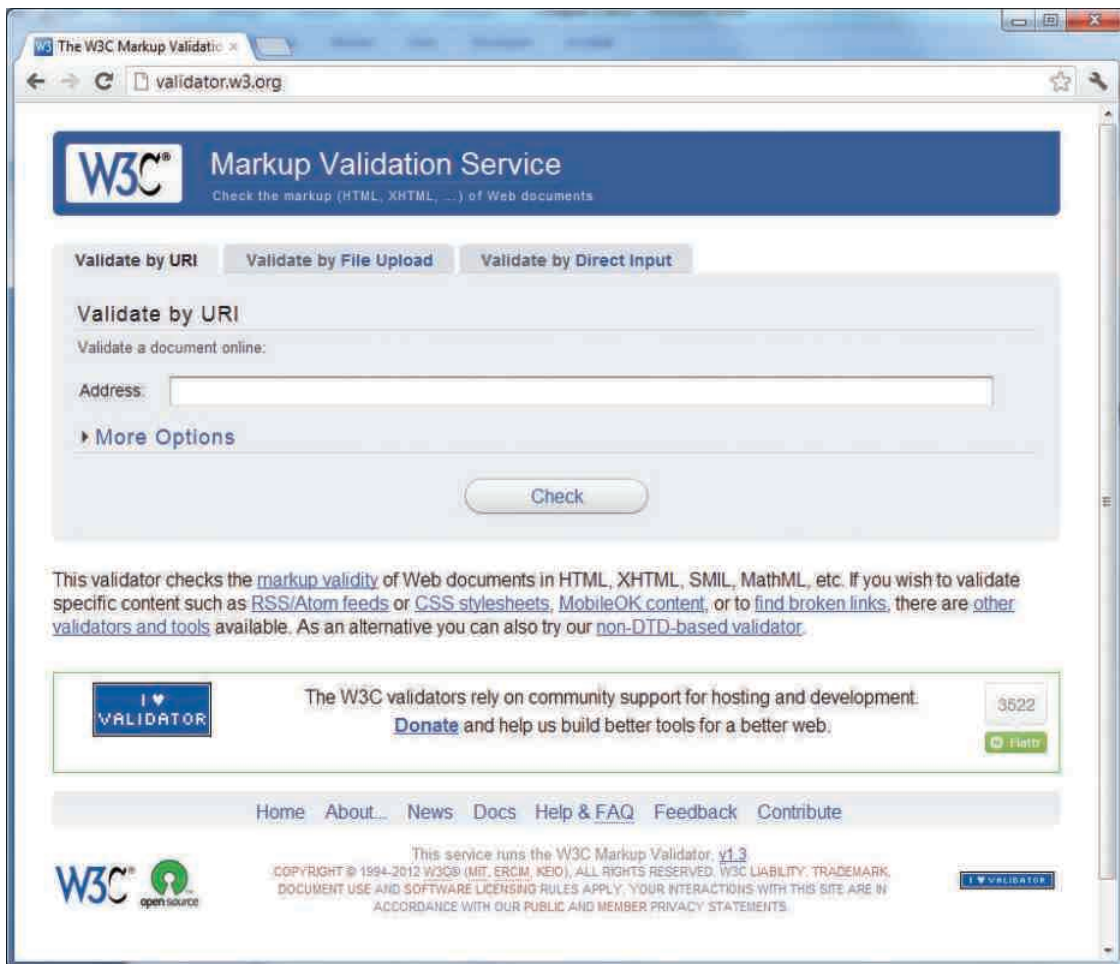 The W3C Markup Validatio
validator.w3.org
W3C®
Markup Validation Service
Check the markup (HTML, XHTML, ...) of Web documents
Validate by URI
Validate by File Upload
Validate by Direct Input
Validate by URI
Validate a document online:
Address:
More Options
Check
This validator checks the markup validity of Web documents in HTML, XHTML, SMIL, MathML, etc. If you wish to validate
specific content such as RSS/Atom feeds or CSS stylesheets, MobileOK content, or to find broken links, there are other
validators and tools available. As an alternative you can also try our non-DTD-based validator.
I ♥
VALIDATOR
The W3C validators rely on community support for hosting and development.
Donate and help us build better tools for a better web.
3522
Flattr
Home About... News Docs Help & FAQ Feedback Contribute
W3C®
open source
This service runs the W3C Markup Validator, v1.3
COPYRIGHT © 1994-2012 W3C® (MIT, ERCIM, KEIO), ALL RIGHTS RESERVED. W3C LIABILITY, TRADEMARK,
DOCUMENT USE AND SOFTWARE LICENSING RULES APPLY. YOUR INTERACTIONS WITH THIS SITE ARE IN
ACCORDANCE WITH OUR PUBLIC AND MEMBER PRIVACY STATEMENTS.
I ♥ VALIDATOR